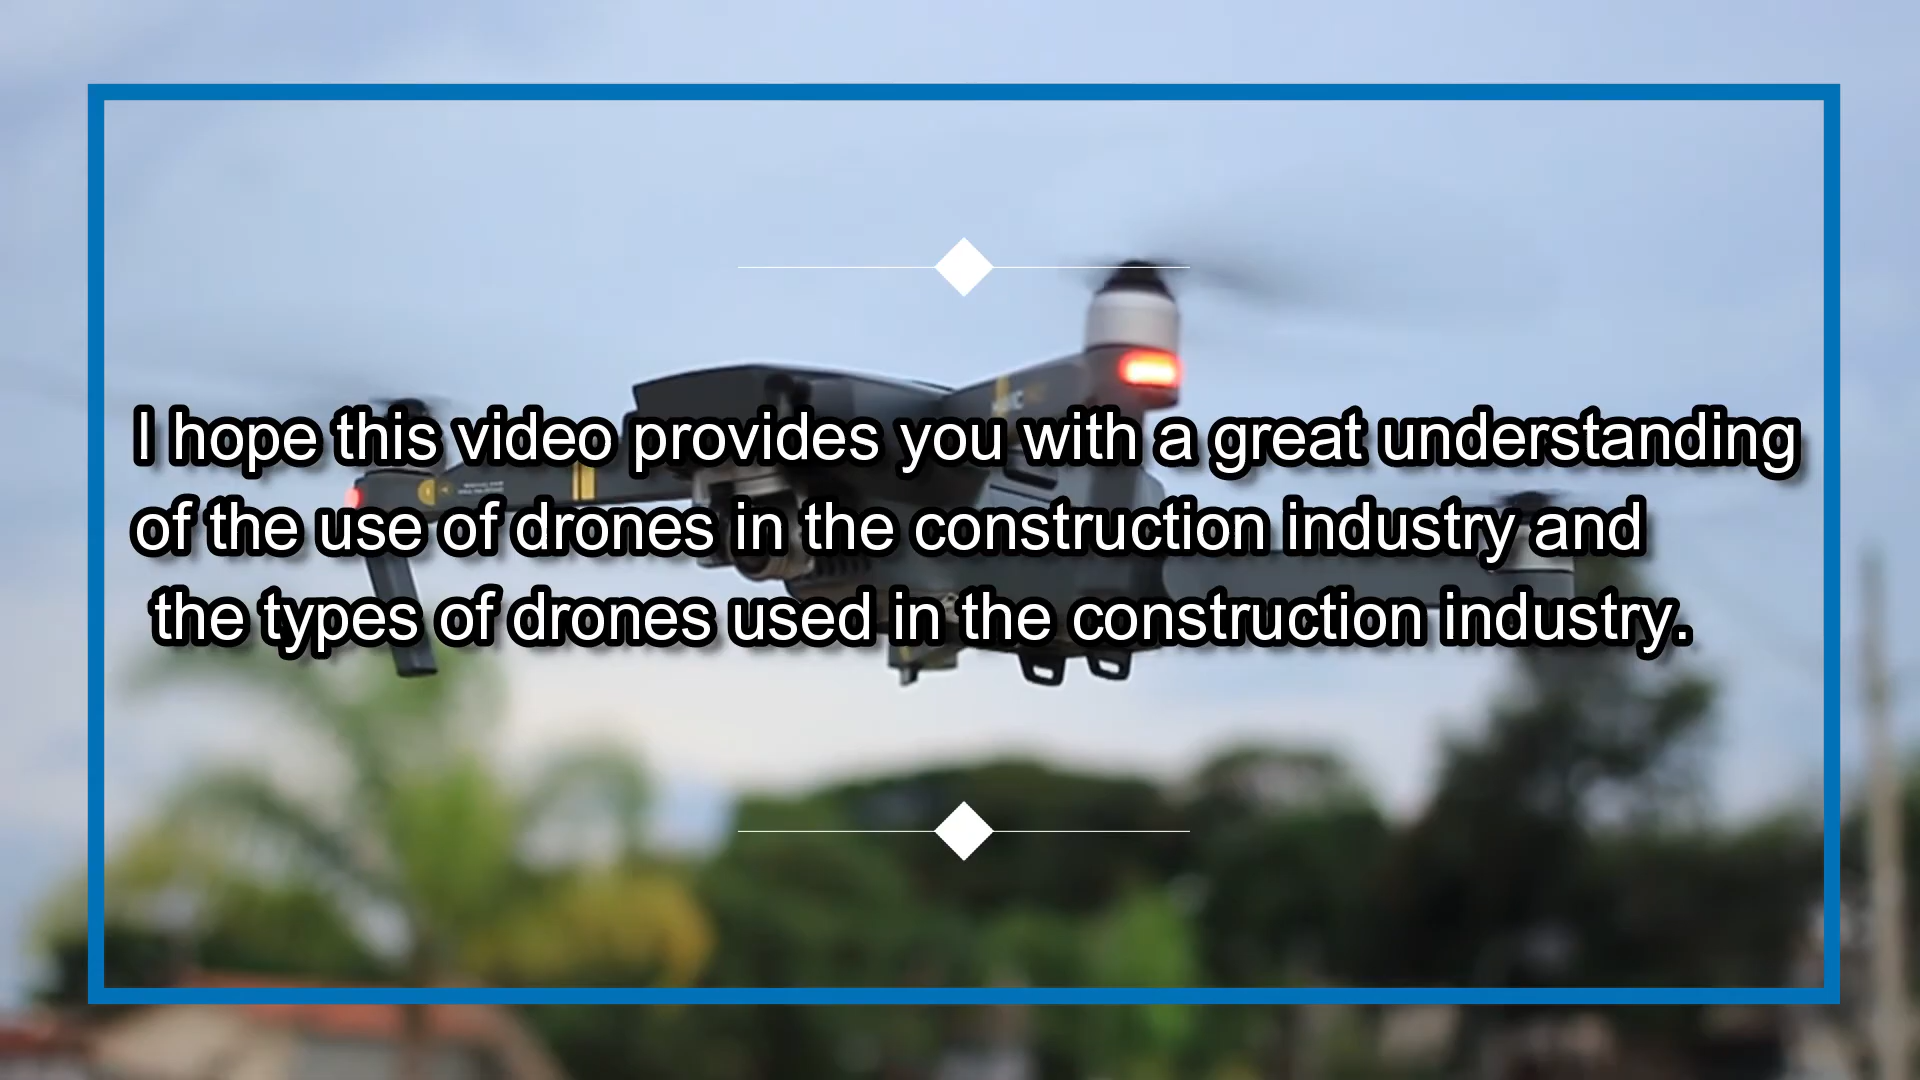 I hope this video provides you with a great understanding
of the use of drones in the construction industry and
the types of drones used in the construction industry.